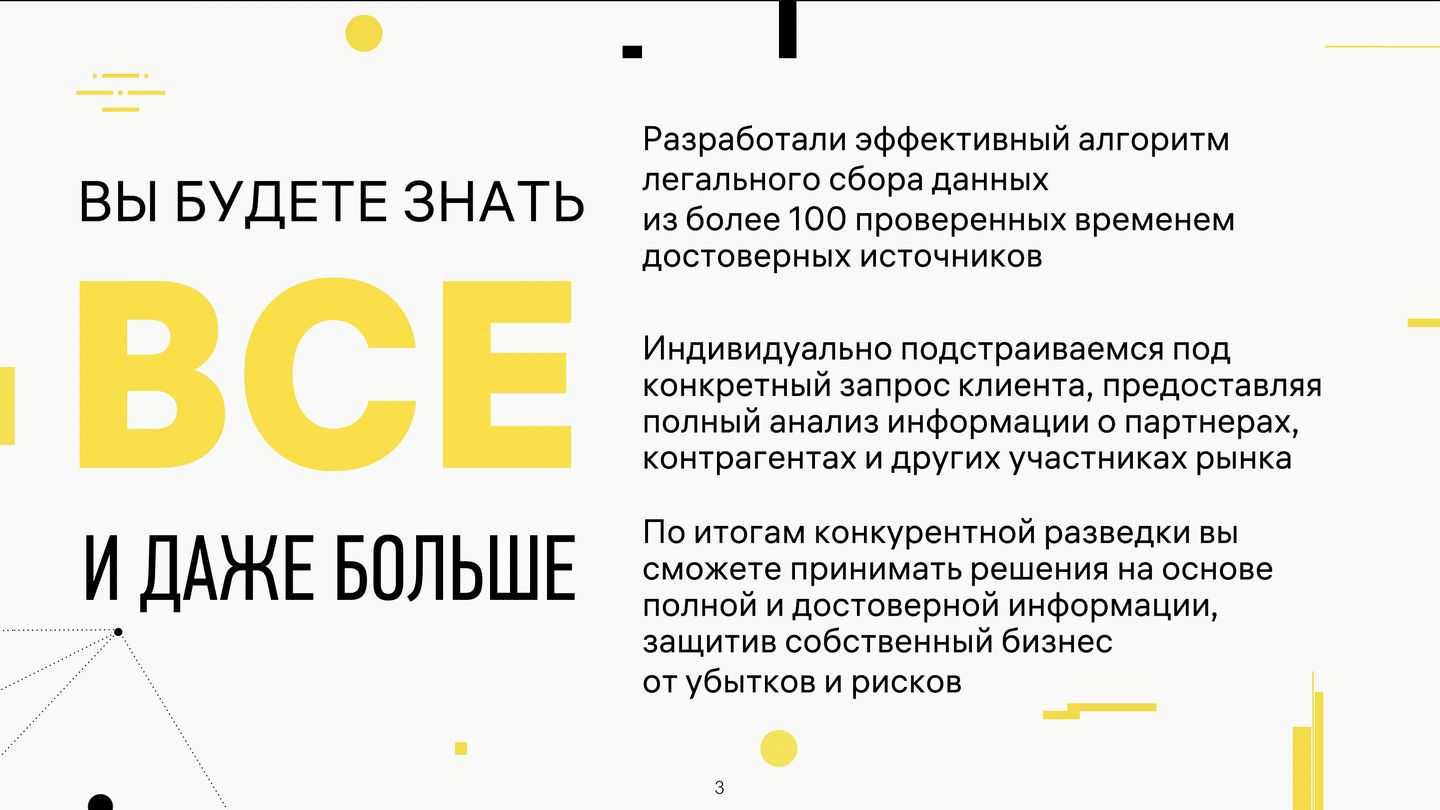 ВЫ БУДЕТЕ ЗНАТЬ
ВСЕ
И ДАЖЕ БОЛЬШЕ
Разработали эффективный алгоритм
легального сбора данных
из более 100 проверенных временем
достоверных источников
Индивидуально подстраиваемся под
конкретный запрос клиента, предоставляя
полный анализ информации о партнерах,
контрагентах и других участниках рынка
По итогам конкурентной разведки вы
сможете принимать решения на основе
полной и достоверной информации,
защитив собственный бизнес
от убытков и рисков
3